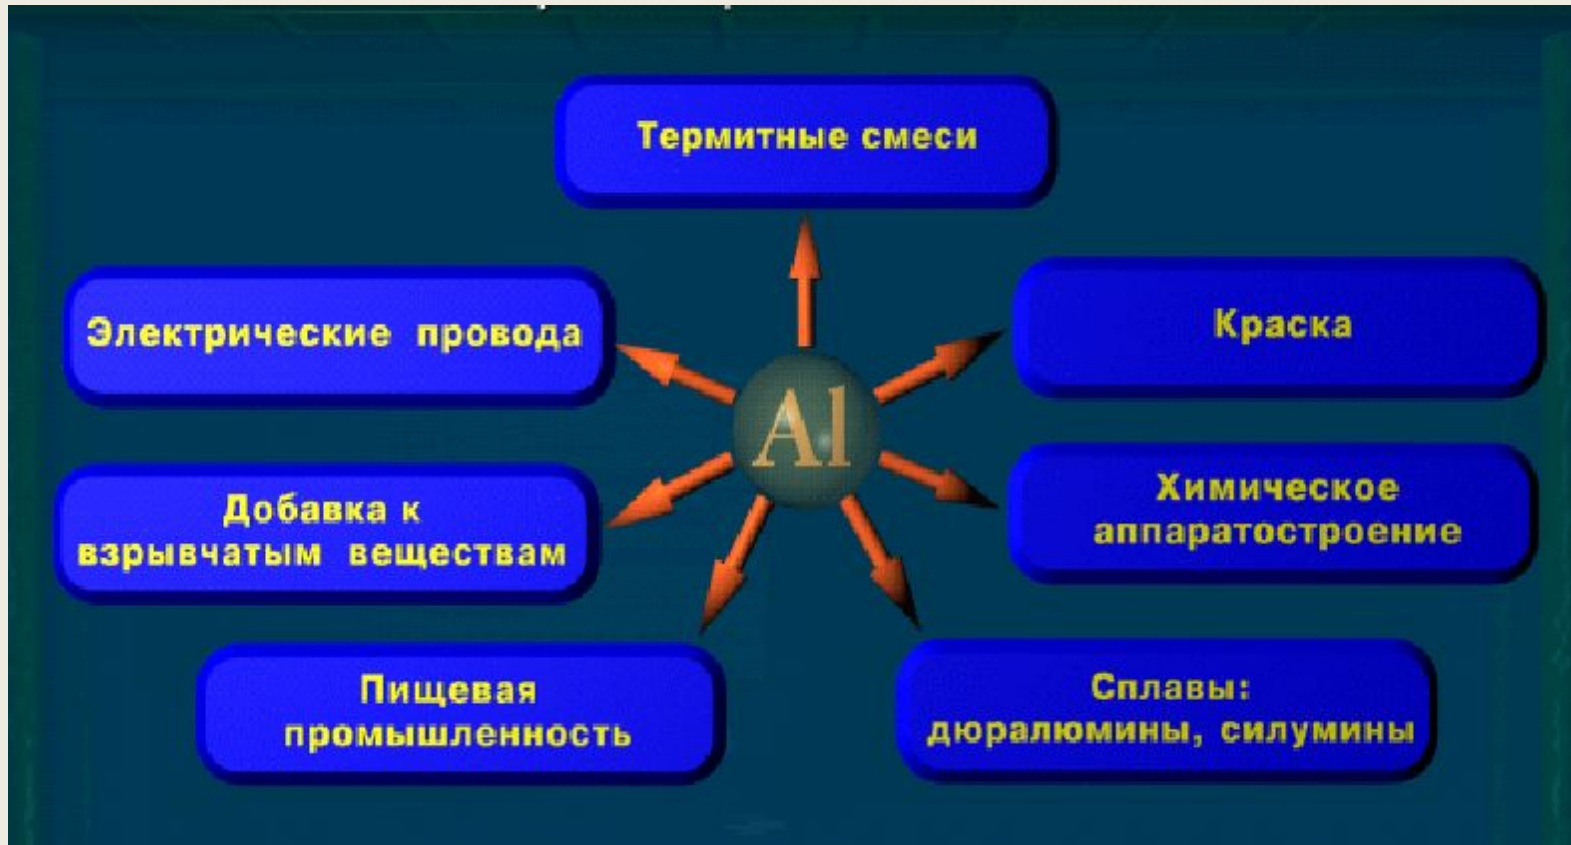 Термитные смеси
Электрические провода
Краска
Al
Добавка к
взрывчатым веществам
Химическое
аппаратостроение
Пищевая
промышленность
Сплавы:
дюралюмины, силумины